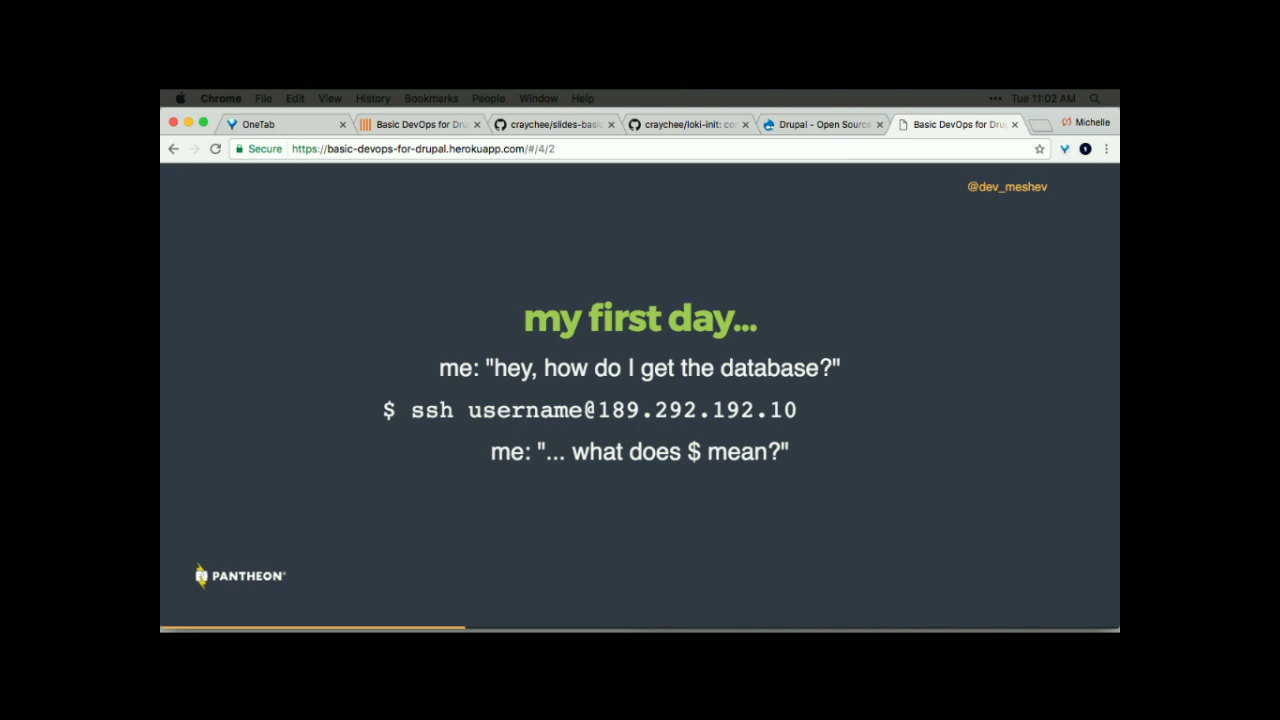 Chrome File Edit View History Bookmarks People Window Help ••• Tue 11:02 AM
OneTab × Basic DevOps for Dru × craychee/slides-basic × craychee/loki-init: co × Drupal - Open Source × Basic DevOps for Dru × Michelle
Secure https://basic-devops-for-drupal.herokuapp.com/#/4/2
@dev_meshev
my first day...
me: "hey, how do I get the database?"
$ ssh username@189.292.192.10
me: "... what does $ mean?"
PANTHEON